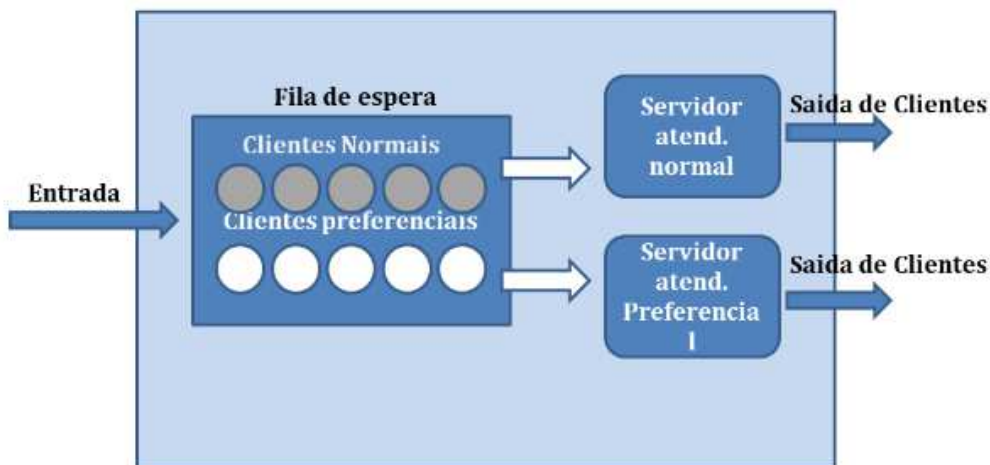 Fila de espera
Clientes Normais
Clientes preferenciais
Entrada
Servidor
atend.
normal
Saida de Clientes
Servidor
atend.
Preferencia
l
Saida de Clientes